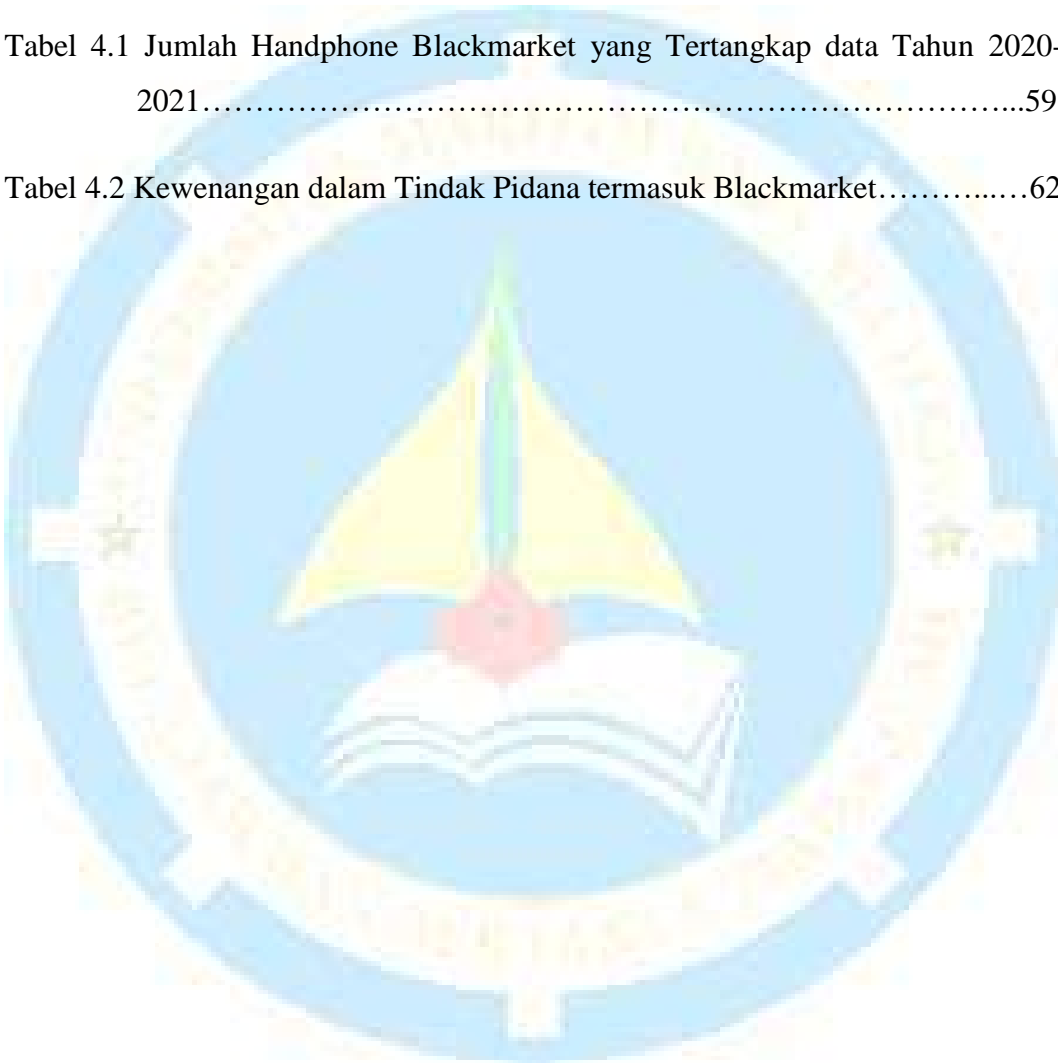 Tabel 4.1 Jumlah Handphone Blackmarket yang Tertangkap data Tahun 2020-
2021…………………………………………………………………...59
Tabel 4.2 Kewenangan dalam Tindak Pidana termasuk Blackmarket………..…62